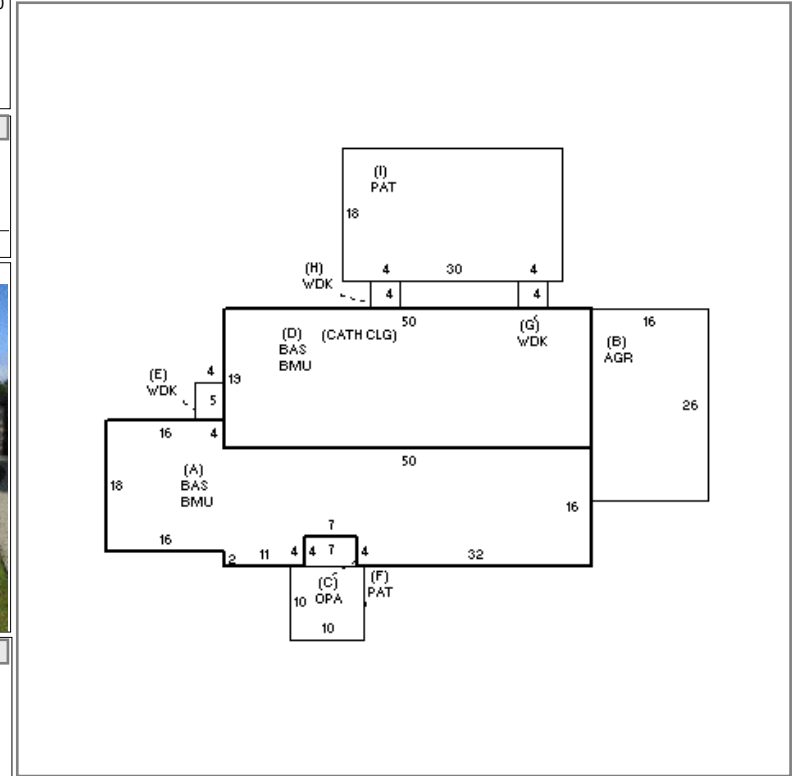 (I)
PAT
18
(H)
WDK
4 30 4
4 4
50
(D) (CATH CLG)
BAS
BMU
(G)
WDK
16
(B)
AGR
26
(E)
WDK
4
5
19
16 4
50
(A)
BAS
BMU
18
16
16
2 11 4 4 7 4 32
7
(C)
OPA
(F)
PAT
10
10